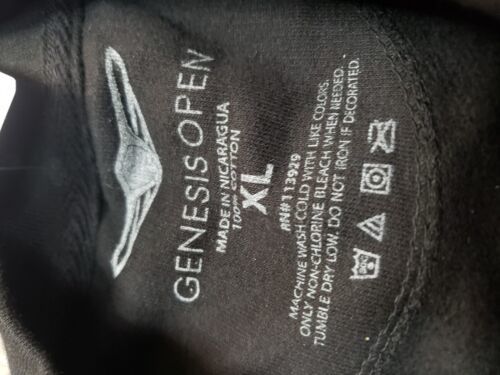 GENESIS OPEN
MADE IN NICARAGUA
100% COTTON
XL
RN#113929
MACHINE WASH COLD WITH LIKE COLORS.
ONLY NON-CHLORINE BLEACH WHEN NEEDED.
TUMBLE DRY LOW. DO NOT IRON IF DECORATED.